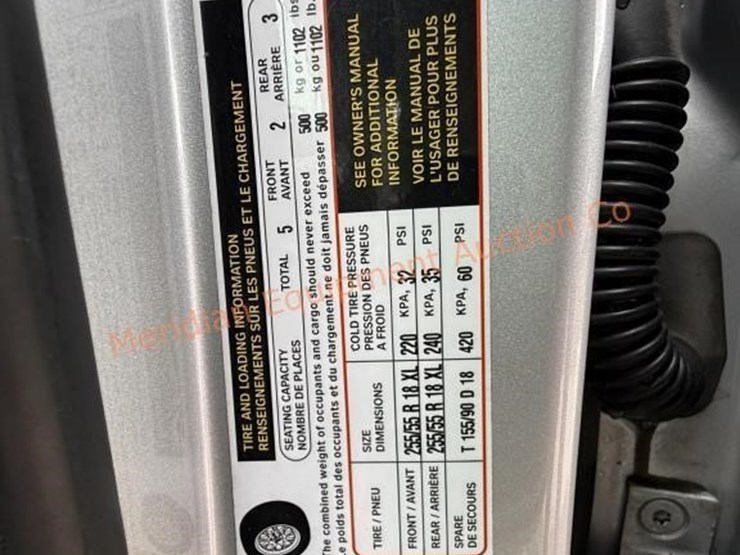 TIRE AND LOADING INFORMATION
RENSEIGNEMENTS SUR LES PNEUS ET LE CHARGEMENT
SEATING CAPACITY
NOMBRE DE PLACES
TOTAL 5
FRONT
AVANT 2
REAR
ARRIÈRE 3
The combined weight of occupants and cargo should never exceed 500 kg or 1102 lbs
Le poids total des occupants et du chargement ne doit jamais dépasser 500 kg ou 1102 lb.
TIRE / PNEU
SIZE
DIMENSIONS
COLD TIRE PRESSURE
PRESSION DES PNEUS
A FROID
FRONT / AVANT 255/55 R 18 XL 220 KPA, 32 PSI
REAR / ARRIÈRE 255/55 R 18 XL 240 KPA, 35 PSI
SPARE
DE SECOURS
T 155/90 D 18 420 KPA, 60 PSI
SEE OWNER'S MANUAL
FOR ADDITIONAL
INFORMATION
VOIR LE MANUAL DE
L'USAGER POUR PLUS
DE RENSEIGNEMENTS
Meridian Equipment Auction Co